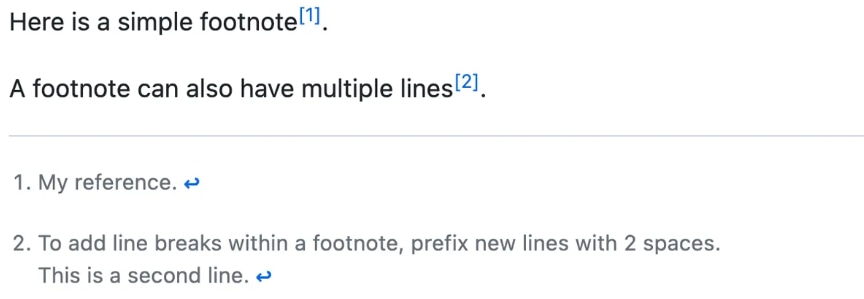 Here is a simple footnote[1].
A footnote can also have multiple lines[2].
1. My reference. ↩
2. To add line breaks within a footnote, prefix new lines with 2 spaces.
This is a second line. ↩